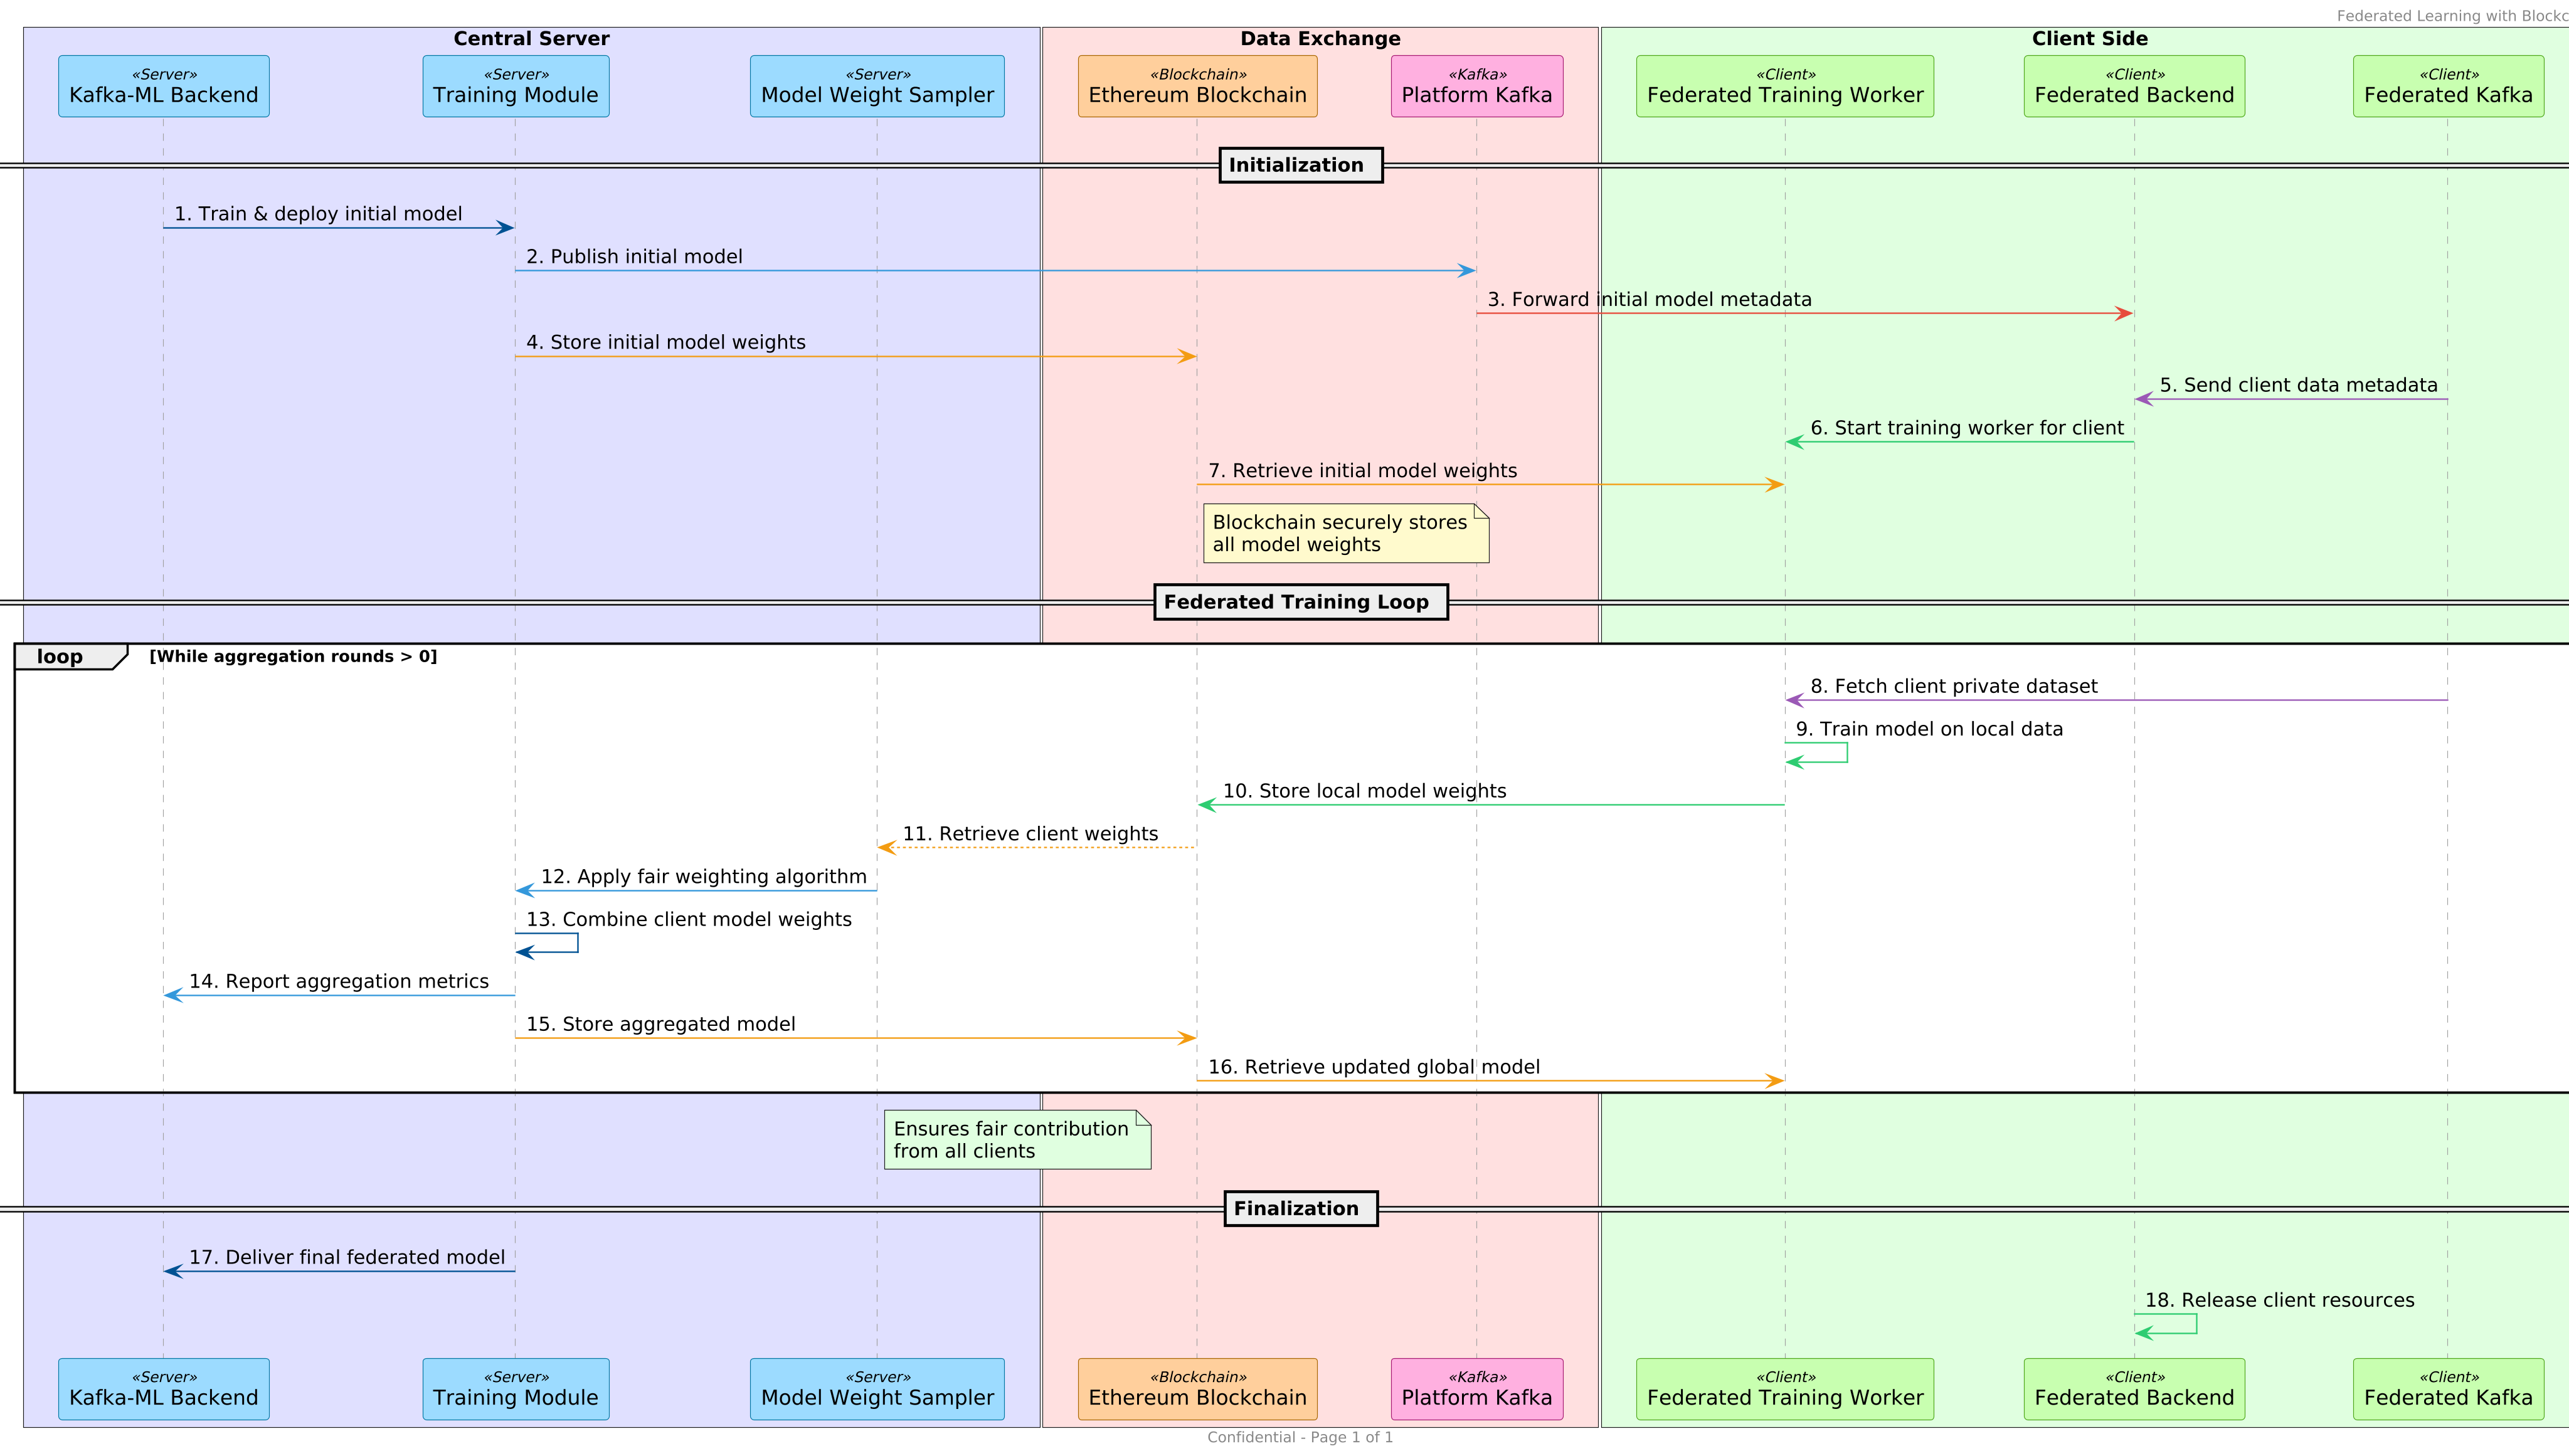 Federated Learning with Blockc
Central Server
Data Exchange
Client Side
«Server»
Kafka-ML Backend
«Server»
Training Module
«Server»
Model Weight Sampler
«Blockchain»
Ethereum Blockchain
«Kafka»
Platform Kafka
«Client»
Federated Training Worker
«Client»
Federated Backend
«Client»
Federated Kafka
Initialization
1. Train & deploy initial model
2. Publish initial model
3. Forward initial model metadata
4. Store initial model weights
5. Send client data metadata
6. Start training worker for client
7. Retrieve initial model weights
Blockchain securely stores
all model weights
Federated Training Loop
loop [While aggregation rounds > 0]
8. Fetch client private dataset
9. Train model on local data
10. Store local model weights
11. Retrieve client weights
12. Apply fair weighting algorithm
13. Combine client model weights
14. Report aggregation metrics
15. Store aggregated model
16. Retrieve updated global model
Ensures fair contribution
from all clients
Finalization
17. Deliver final federated model
18. Release client resources
«Server»
Kafka-ML Backend
«Server»
Training Module
«Server»
Model Weight Sampler
«Blockchain»
Ethereum Blockchain
«Kafka»
Platform Kafka
«Client»
Federated Training Worker
«Client»
Federated Backend
«Client»
Federated Kafka
Confidential - Page 1 of 1